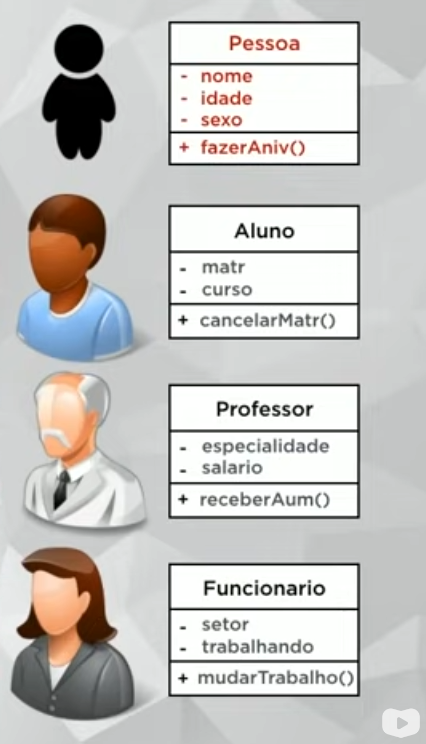 Pessoa
- nome
- idade
- sexo
+ fazerAniv()
Aluno
- matr
- curso
+ cancelarMatr()
Professor
- especialidade
- salario
+ receberAum()
Funcionario
- setor
- trabalhando
+ mudarTrabalho()